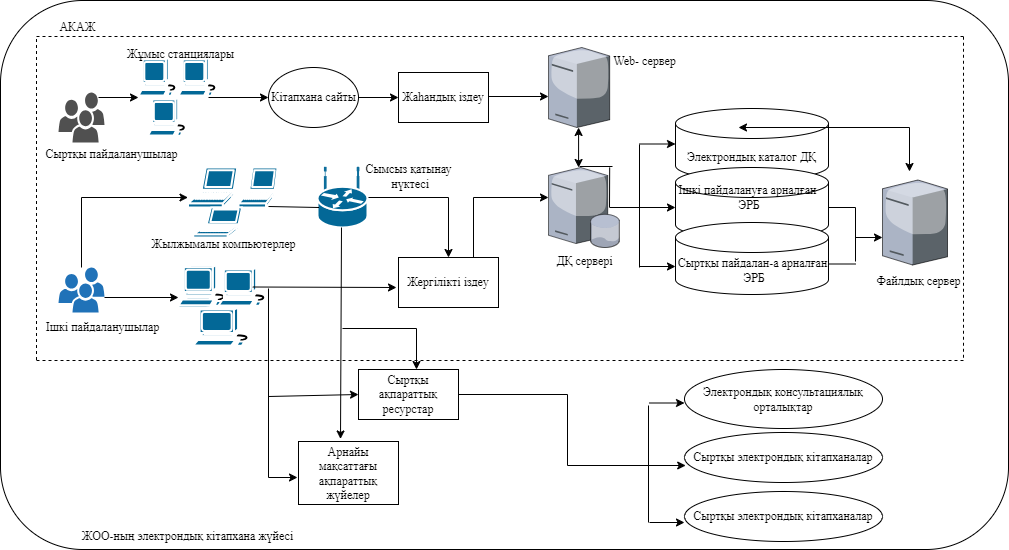 АКАЖ
Жұмыс станциялары
Сыртқы пайдаланушылар
Кітапхана сайты
Жаһандық іздеу
Web- сервер
Электрондық каталог ДҚ
Сымсыз қатынау
нүктесі
Жылжымалы компьютерлер
ДҚ сервері
Ішкі пайдалануға арналған
ЭРБ
Сыртқы пайдалан-а арналған
ЭРБ
Файлдық сервер
Ішкі пайдаланушылар
Жергілікті іздеу
Сыртқы
ақпараттық
ресурстар
Арнайы
мақсаттағы
ақпараттық
жүйелер
Электрондық консультациялық
орталықтар
Сыртқы электрондық кітапханалар
Сыртқы электрондық кітапханалар
ЖОО-ның электрондық кітапхана жүйесі